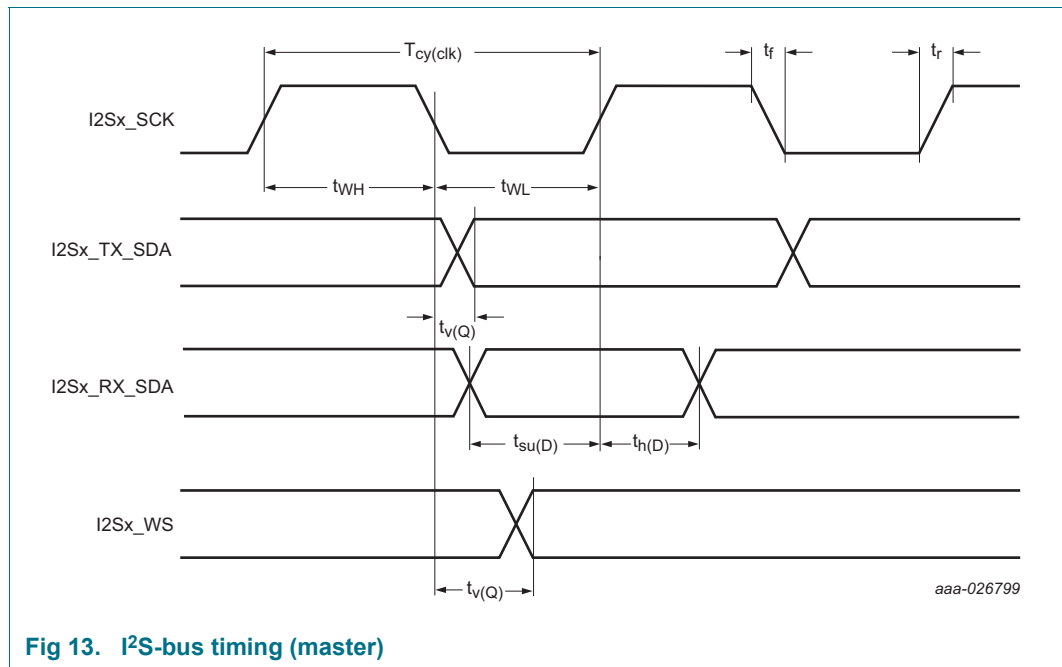 Tcy(clk)
tf
tr
I2Sx_SCK
tWH
tWL
I2Sx_TX_SDA
tv(Q)
I2Sx_RX_SDA
tsu(D)
th(D)
I2Sx_WS
tv(Q)
aaa-026799
Fig 13. I2S-bus timing (master)